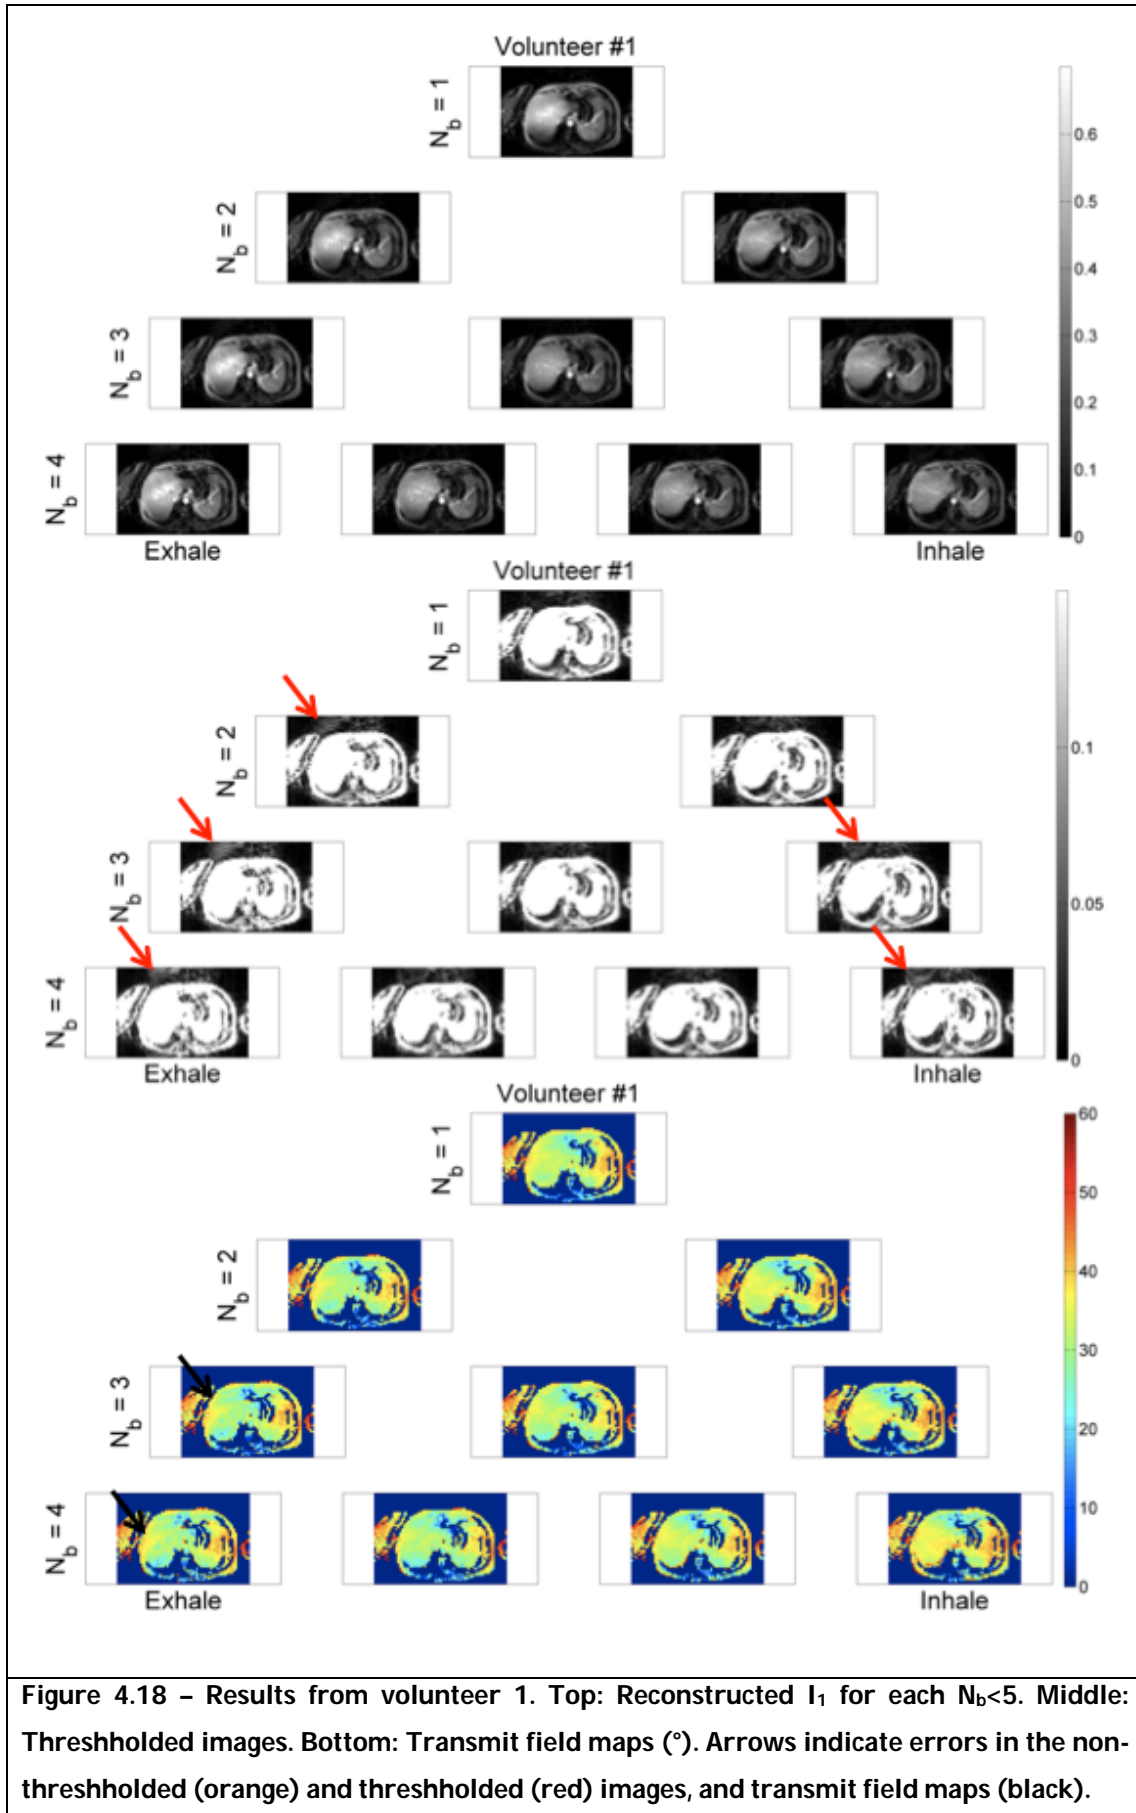 Volunteer #1
N_b = 1
0.6
N_b = 2
0.5
0.4
N_b = 3
0.3
0.2
N_b = 4
0.1
0
Exhale
Inhale
Volunteer #1
N_b = 1
N_b = 2
0.1
N_b = 3
0.05
N_b = 4
0
Exhale
Inhale
Volunteer #1
60
N_b = 1
50
N_b = 2
40
30
N_b = 3
20
N_b = 4
10
0
Exhale
Inhale
Figure 4.18 – Results from volunteer 1. Top: Reconstructed I₁ for each N_b<5. Middle:
Threshholded images. Bottom: Transmit field maps (°). Arrows indicate errors in the non-
threshholded (orange) and threshholded (red) images, and transmit field maps (black).